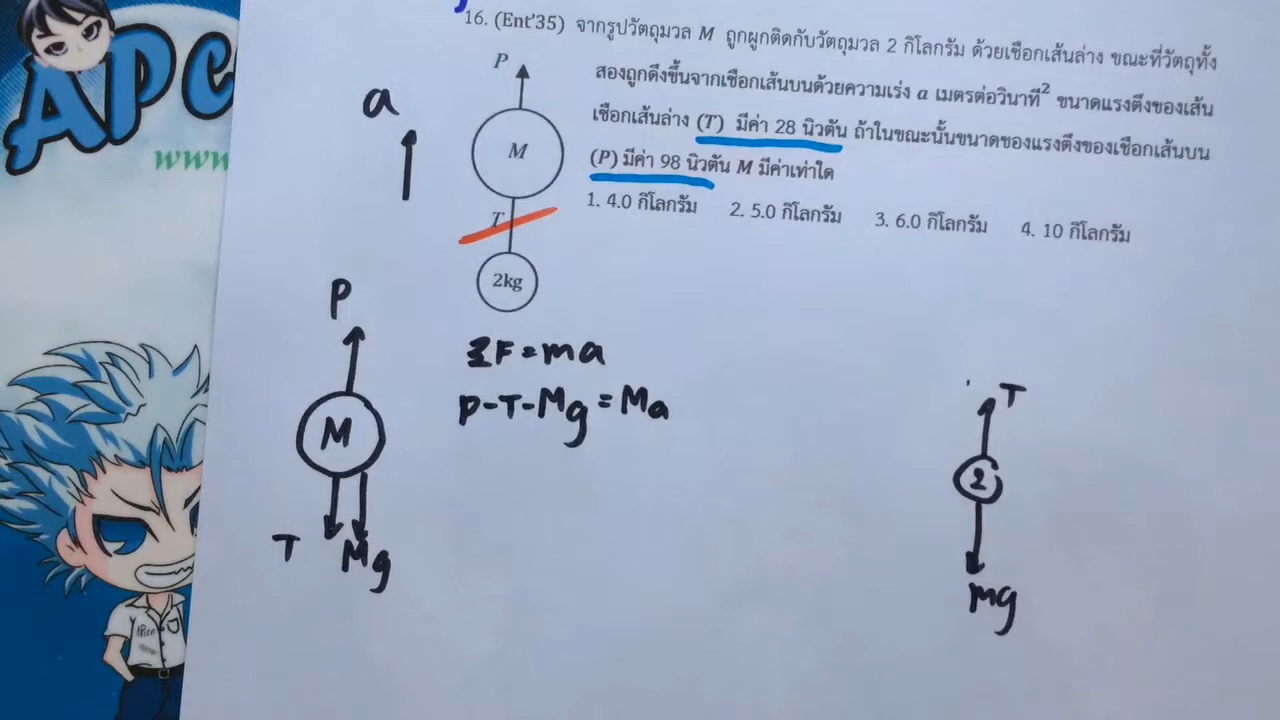 APC
www
16. (Ent'35) จากรูปวัตถุมวล M ถูกผูกติดกับวัตถุมวล 2 กิโลกรัม ด้วยเชือกเส้นล่าง ขณะที่วัตถุทั้ง
สองถูกดึงขึ้นจากเชือกเส้นบนด้วยความเร่ง a เมตรต่อวินาที² ขนาดแรงตึงของเส้น
เชือกเส้นล่าง (T) มีค่า 28 นิวตัน ถ้าในขณะนั้นขนาดของแรงตึงของเชือกเส้นบน
(P) มีค่า 98 นิวตัน M มีค่าเท่าใด
1. 4.0 กิโลกรัม 2. 5.0 กิโลกรัม 3. 6.0 กิโลกรัม 4. 10 กิโลกรัม
P
a
M
T
2kg
P
M
T Mg
ΣF = ma
P-T-Mg = Ma
T
2
mg